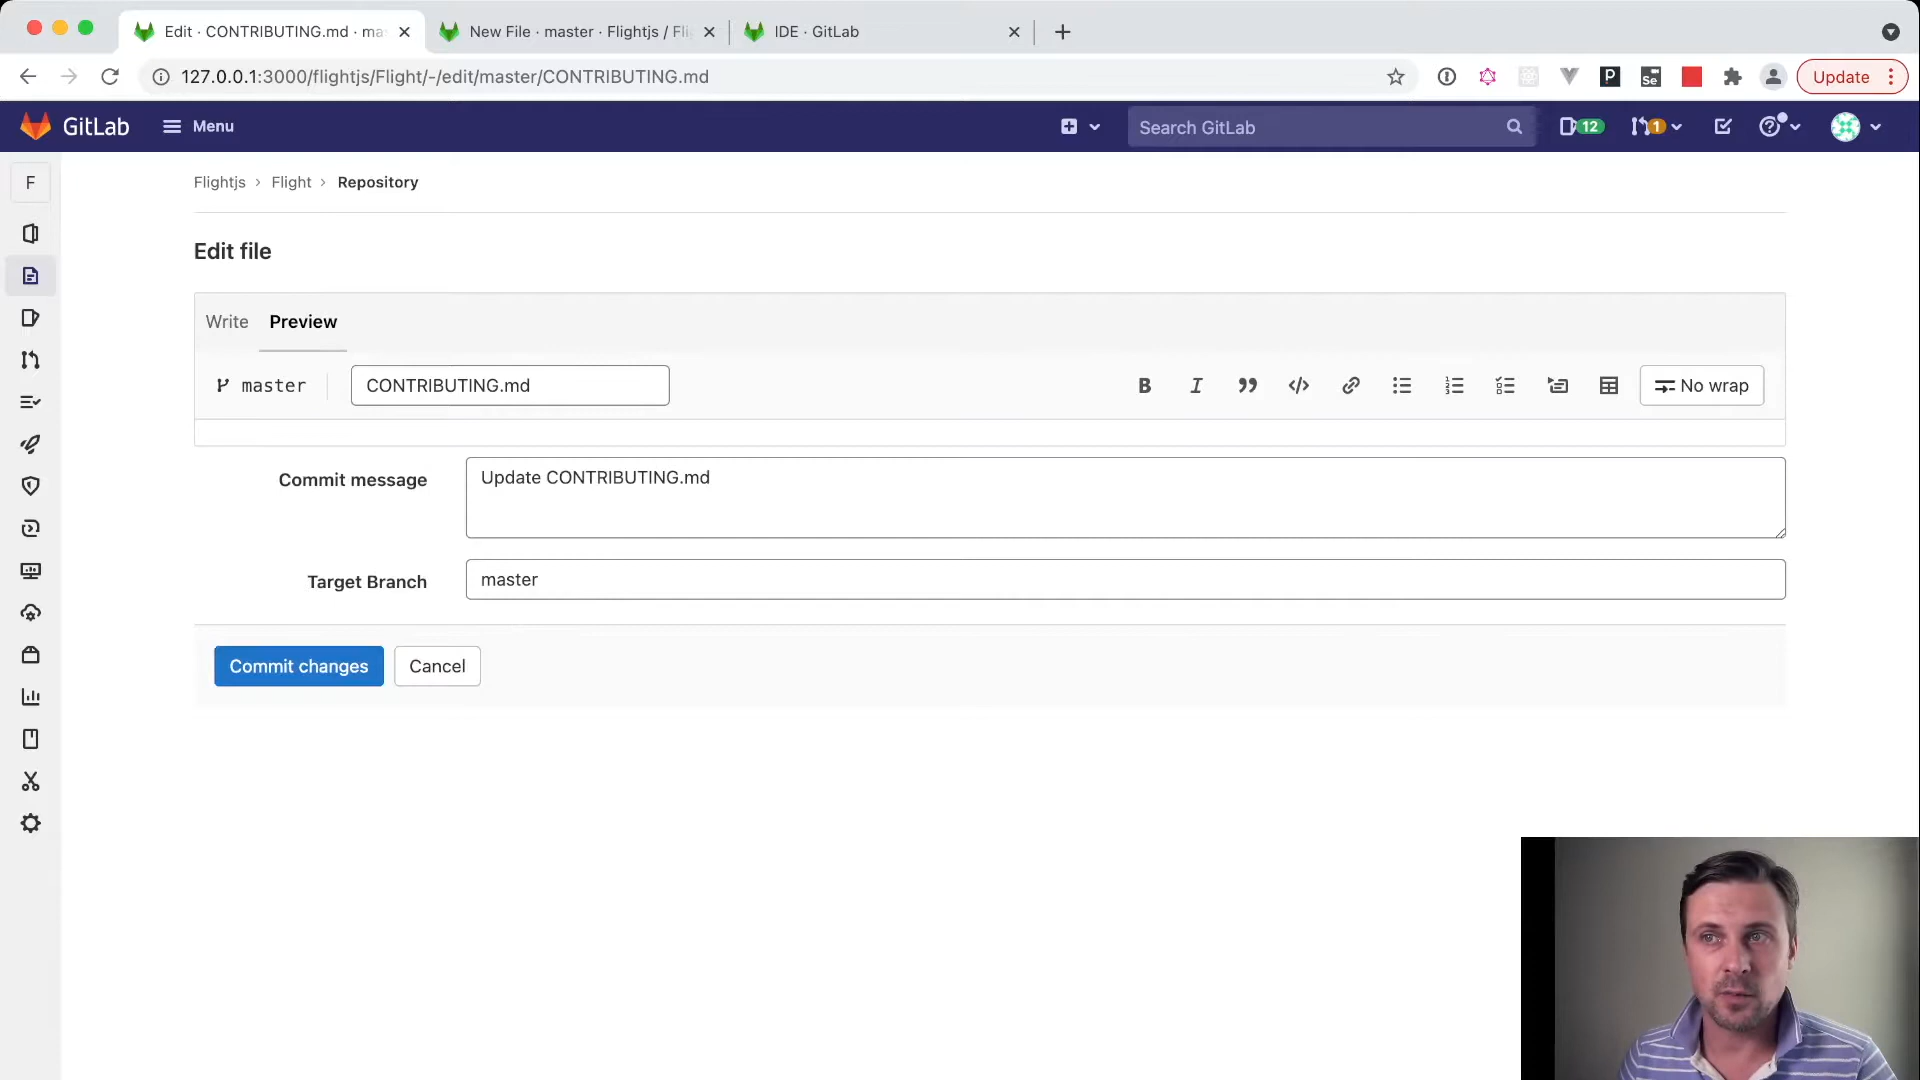 Edit · CONTRIBUTING.md · mas
New File · master · Flightjs / Fli
IDE · GitLab
127.0.0.1:3000/flightjs/Flight/-/edit/master/CONTRIBUTING.md
Update
GitLab
Menu
Search GitLab
12
1
F
Flightjs › Flight › Repository
Edit file
Write
Preview
master
CONTRIBUTING.md
No wrap
Commit message
Update CONTRIBUTING.md
Target Branch
master
Commit changes
Cancel